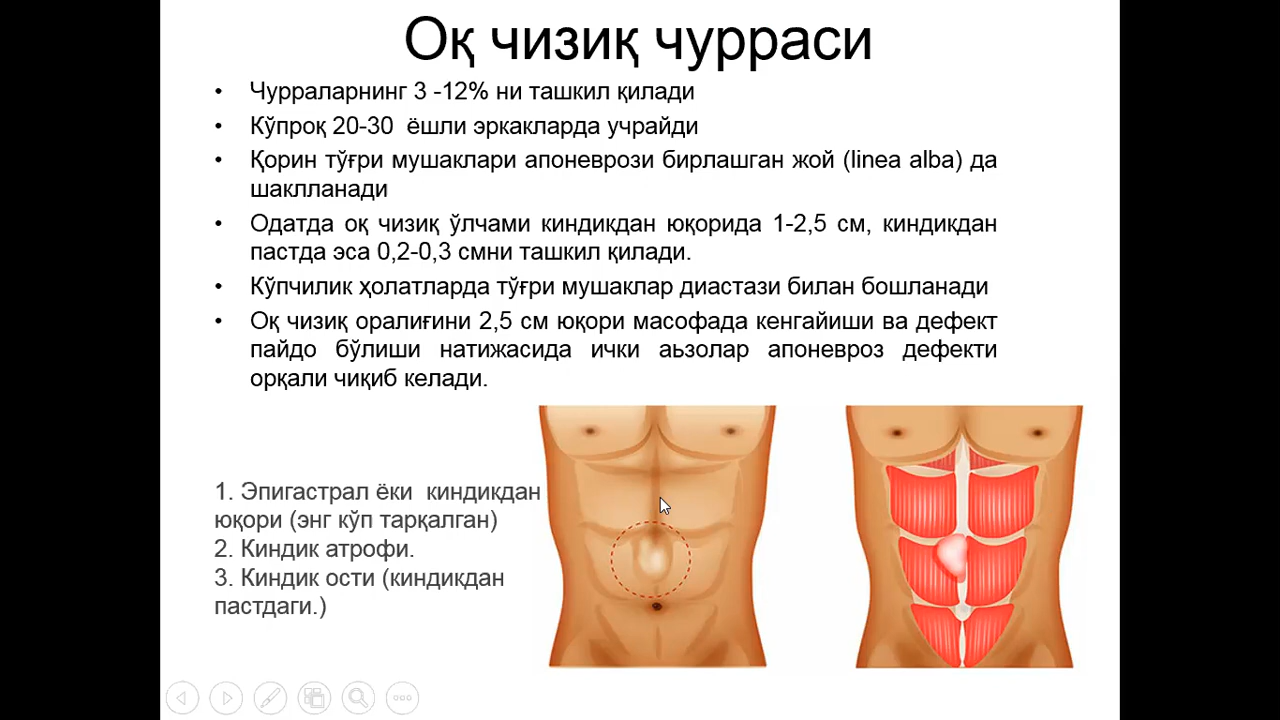 Оқ чизиқ чурраси
• Чурраларнинг 3 -12% ни ташкил қилади
• Кўпроқ 20-30 ёшли эркакларда учрайди
• Қорин тўғри мушаклари апоневрози бирлашган жой (linea alba) да
шаклланади
• Одатда оқ чизиқ ўлчами киндикдан юқорида 1-2,5 см, киндикдан
пастда эса 0,2-0,3 смни ташкил қилади.
• Кўпчилик ҳолатларда тўғри мушаклар диастази билан бошланади
• Оқ чизиқ оралиғини 2,5 см юқори масофада кенгайиши ва дефект
пайдо бўлиши натижасида ички аьзолар апоневроз дефекти
орқали чиқиб келади.
1. Эпигастрал ёки киндикдан
юқори (энг кўп тарқалган)
2. Киндик атрофи.
3. Киндик ости (киндикдан
пастдаги.)